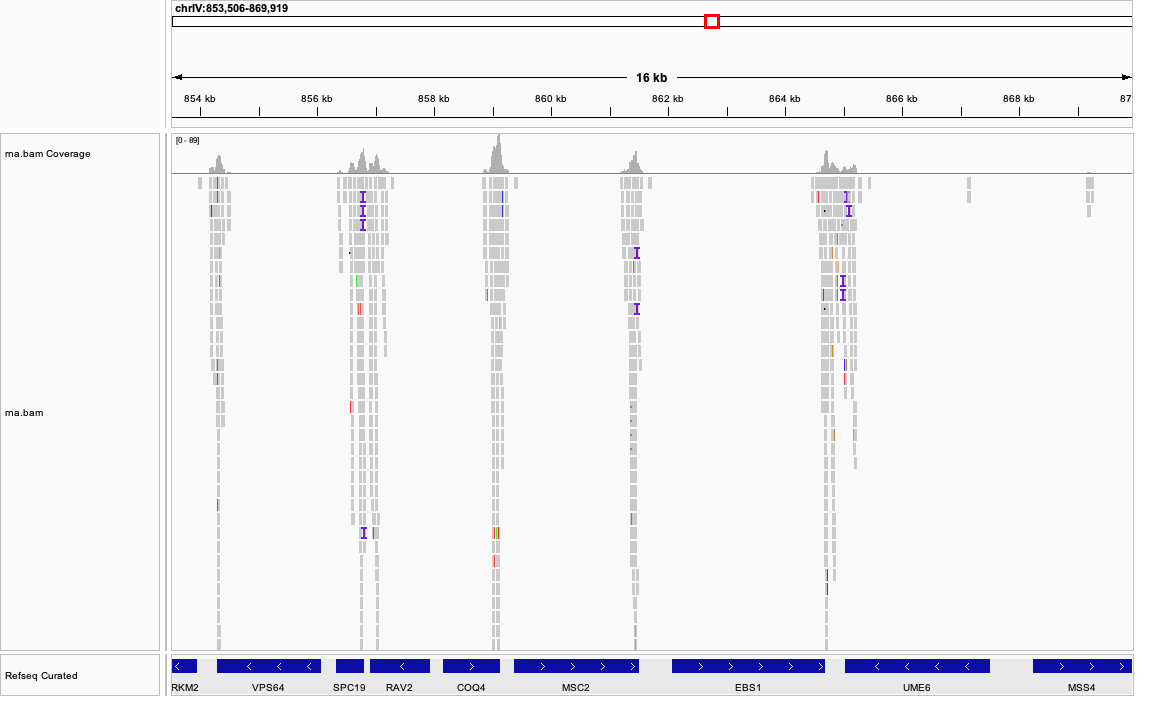 chrIV:853,506-869,919
16 kb
854 kb 856 kb 858 kb 860 kb 862 kb 864 kb 866 kb 868 kb 87
[0 - 89]
rna.bam Coverage
rna.bam
Refseq Curated
RKM2 VPS64 SPC19 RAV2 COQ4 MSC2 EBS1 UME6 MSS4